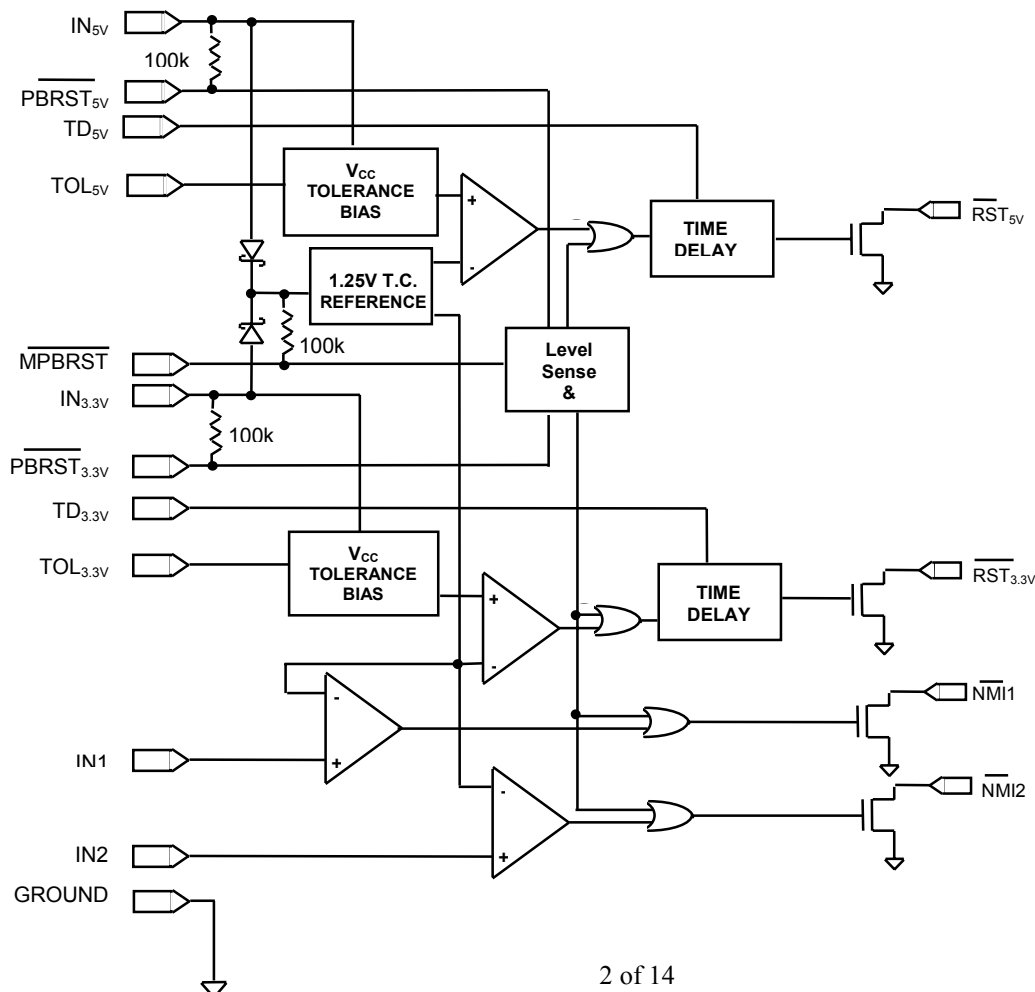 IN5V
100k
PBRST5V
TD5V
TOL5V
VCC
TOLERANCE
BIAS
+
-
TIME
DELAY
RST5V
1.25V T.C.
REFERENCE
100k
MPBRST
Level
Sense
&
IN3.3V
100k
PBRST3.3V
TD3.3V
TOL3.3V
VCC
TOLERANCE
BIAS
+
-
TIME
DELAY
RST3.3V
-
+
NMI1
IN1
-
+
NMI2
IN2
GROUND
2 of 14